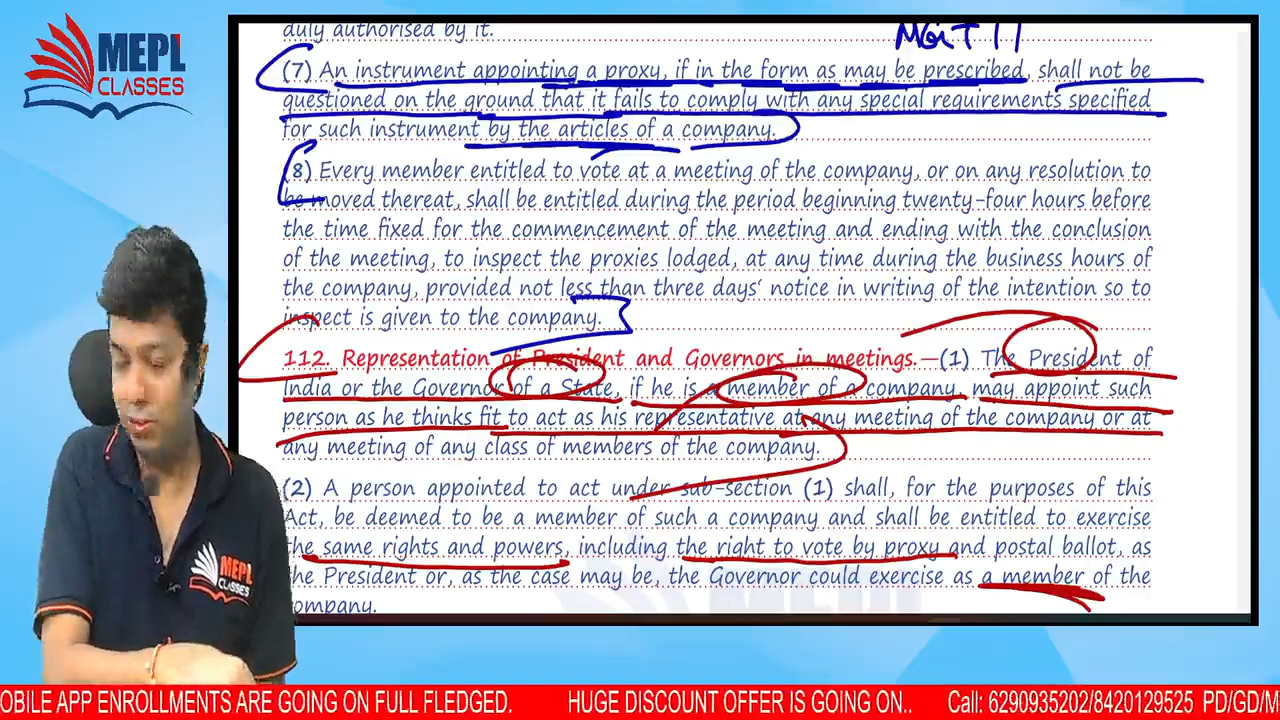 MEPL
CLASSES
duly authorised by it.
(7) An instrument appointing a proxy, if in the form as may be prescribed, shall not be
questioned on the ground that it fails to comply with any special requirements specified
for such instrument by the articles of a company.
(8) Every member entitled to vote at a meeting of the company, or on any resolution to
be moved thereat, shall be entitled during the period beginning twenty-four hours before
the time fixed for the commencement of the meeting and ending with the conclusion
of the meeting, to inspect the proxies lodged, at any time during the business hours of
the company, provided not less than three days' notice in writing of the intention so to
inspect is given to the company.
112. Representation of President and Governors in meetings.—(1) The President of
India or the Governor of a State, if he is a member of a company, may appoint such
person as he thinks fit to act as his representative at any meeting of the company or at
any meeting of any class of members of the company.
(2) A person appointed to act under sub-section (1) shall, for the purposes of this
Act, be deemed to be a member of such a company and shall be entitled to exercise
the same rights and powers, including the right to vote by proxy and postal ballot, as
the President or, as the case may be, the Governor could exercise as a member of the
company.
MEPL
CLASSES
MEPL
OBILE APP ENROLLMENTS ARE GOING ON FULL FLEDGED. HUGE DISCOUNT OFFER IS GOING ON.. Call: 6290935202/8420129525 PD/GD/M